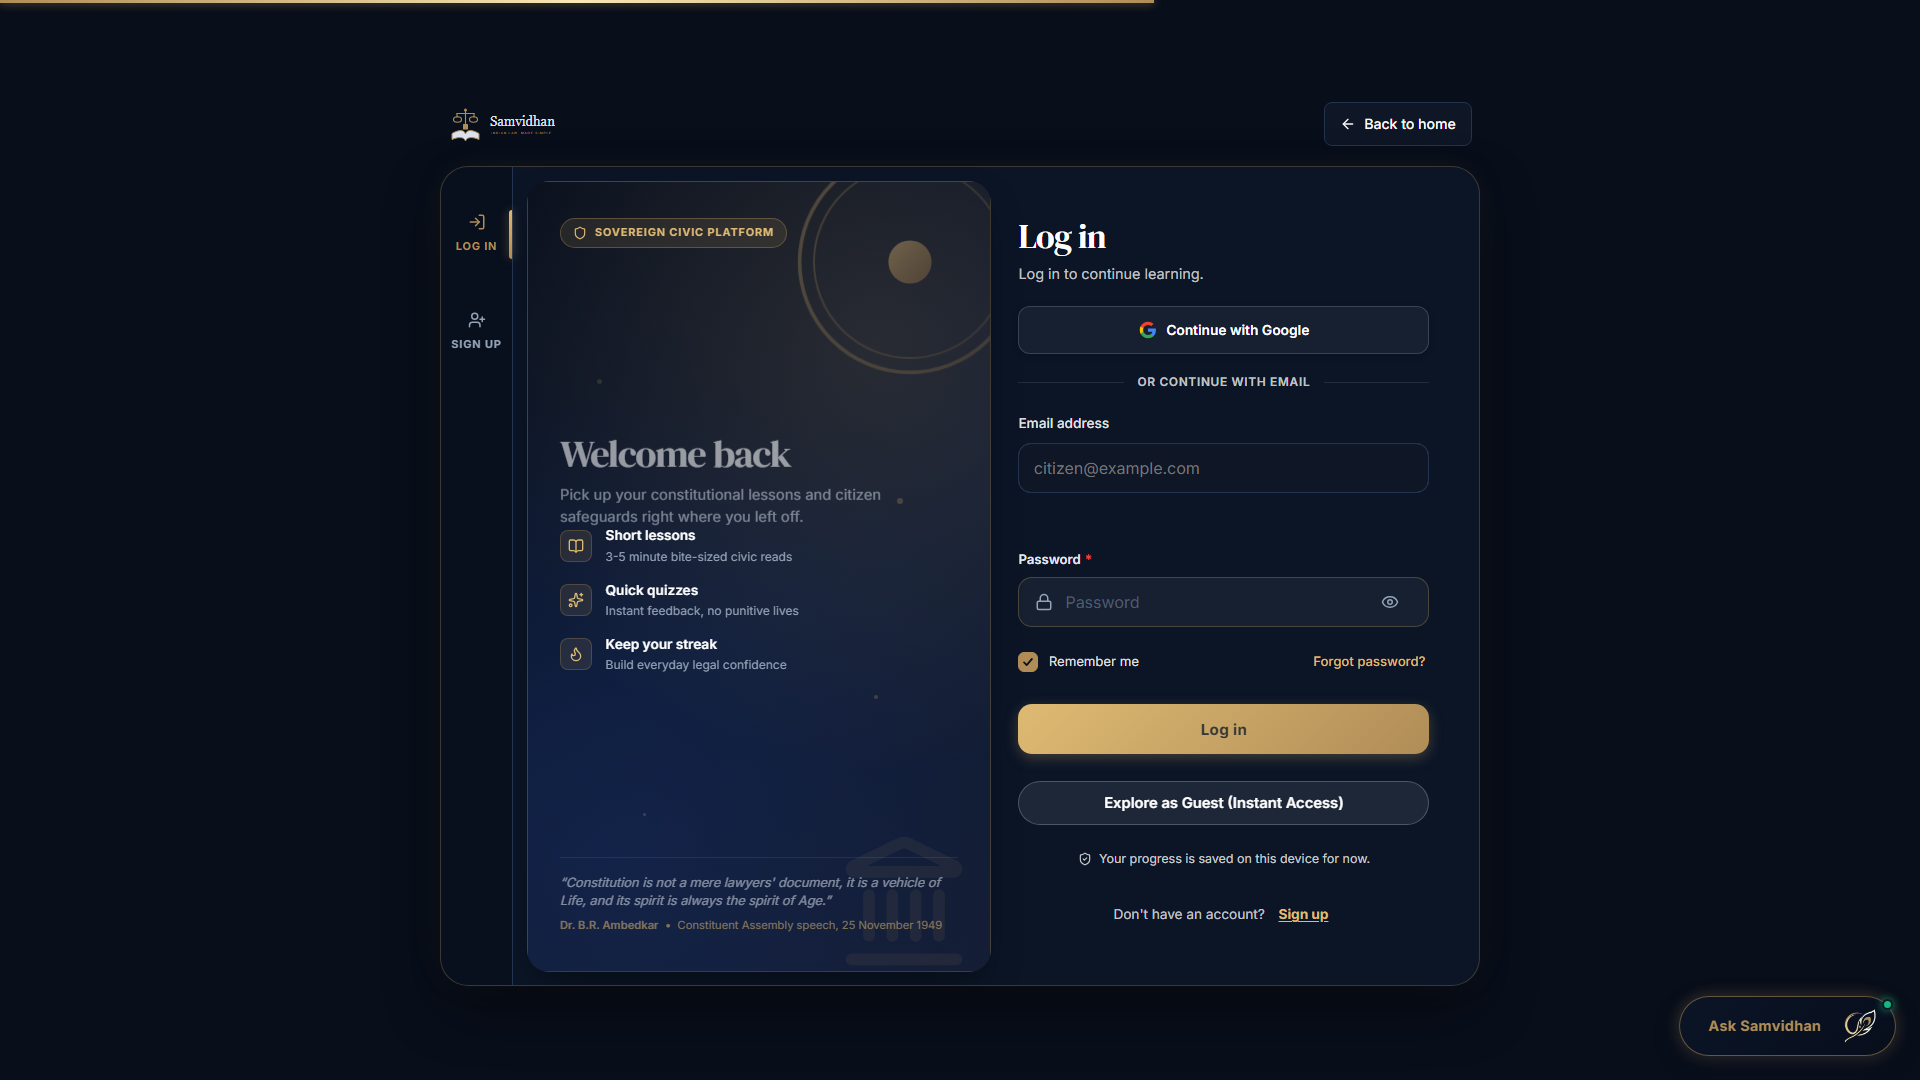 Samvidhan
INDIAN LAW, MADE SIMPLE
Back to home
LOG IN
SIGN UP
SOVEREIGN CIVIC PLATFORM
Welcome back
Pick up your constitutional lessons and citizen
safeguards right where you left off.
Short lessons
3-5 minute bite-sized civic reads
Quick quizzes
Instant feedback, no punitive lives
Keep your streak
Build everyday legal confidence
“Constitution is not a mere lawyers' document, it is a vehicle of
Life, and its spirit is always the spirit of Age.”
Dr. B.R. Ambedkar • Constituent Assembly speech, 25 November 1949
Log in
Log in to continue learning.
Continue with Google
OR CONTINUE WITH EMAIL
Email address
citizen@example.com
Password *
Password
Remember me
Forgot password?
Log in
Explore as Guest (Instant Access)
Your progress is saved on this device for now.
Don't have an account? Sign up
Ask Samvidhan